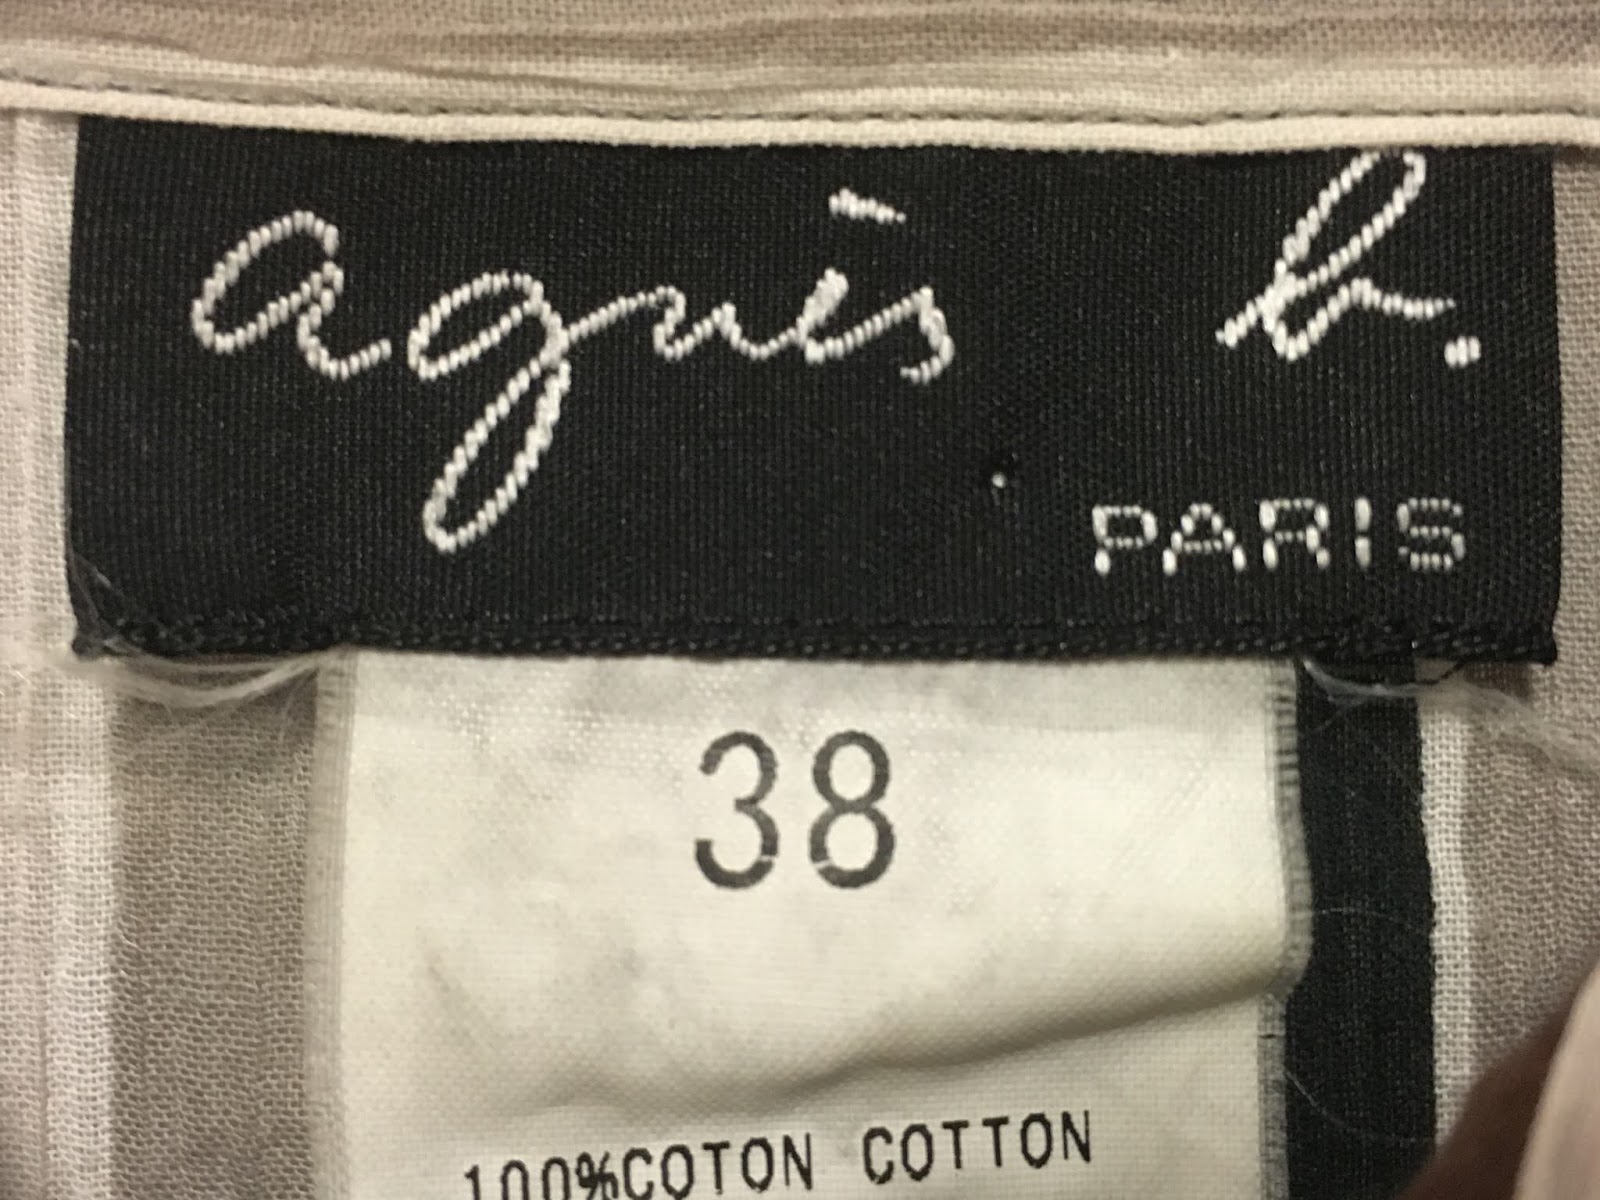 agnès b.
PARIS
38
100%COTON COTTON